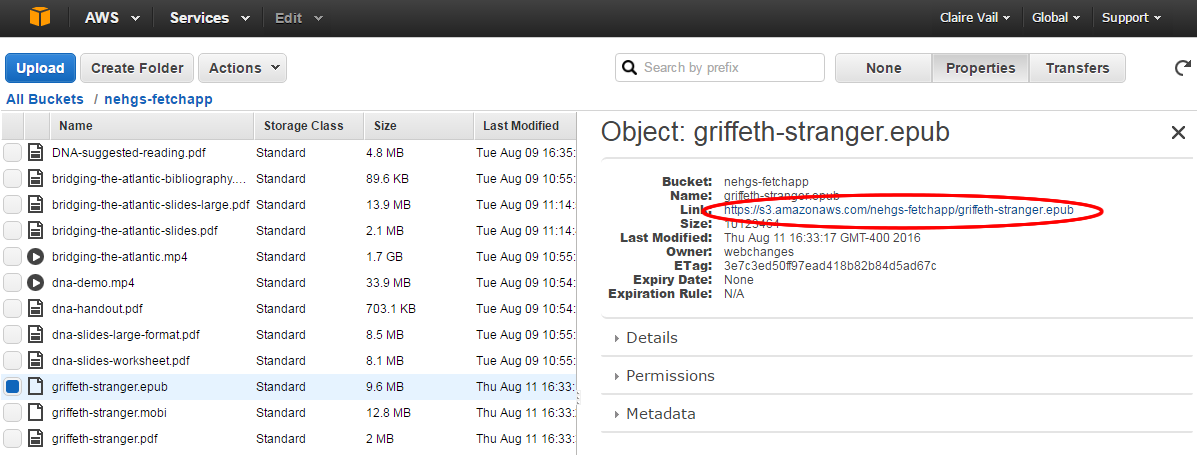 AWS Services Edit Claire Vail Global Support
Upload Create Folder Actions Search by prefix None Properties Transfers
All Buckets / nehgs-fetchapp
Name Storage Class Size Last Modified
DNA-suggested-reading.pdf Standard 4.8 MB Tue Aug 09 16:35:
bridging-the-atlantic-bibliography.... Standard 89.6 KB Tue Aug 09 10:55:
bridging-the-atlantic-slides-large.pdf Standard 13.9 MB Tue Aug 09 11:14:
bridging-the-atlantic-slides.pdf Standard 2.1 MB Tue Aug 09 11:14:
bridging-the-atlantic.mp4 Standard 1.7 GB Tue Aug 09 10:55:
dna-demo.mp4 Standard 33.9 MB Tue Aug 09 10:54:
dna-handout.pdf Standard 703.1 KB Tue Aug 09 10:55:
dna-slides-large-format.pdf Standard 8.5 MB Tue Aug 09 10:55:
dna-slides-worksheet.pdf Standard 8.1 MB Tue Aug 09 10:55:
griffeth-stranger.epub Standard 9.6 MB Thu Aug 11 16:33:
griffeth-stranger.mobi Standard 12.8 MB Thu Aug 11 16:33:
griffeth-stranger.pdf Standard 2 MB Thu Aug 11 16:33:
Object: griffeth-stranger.epub
Bucket: nehgs-fetchapp
Name: griffeth-stranger.epub
Link: https://s3.amazonaws.com/nehgs-fetchapp/griffeth-stranger.epub
Size: 10123464
Last Modified: Thu Aug 11 16:33:17 GMT-400 2016
Owner: webchanges
ETag: 3e7c3ed50ff97ead418b82b84d5ad67c
Expiry Date: None
Expiration Rule: N/A
Details
Permissions
Metadata